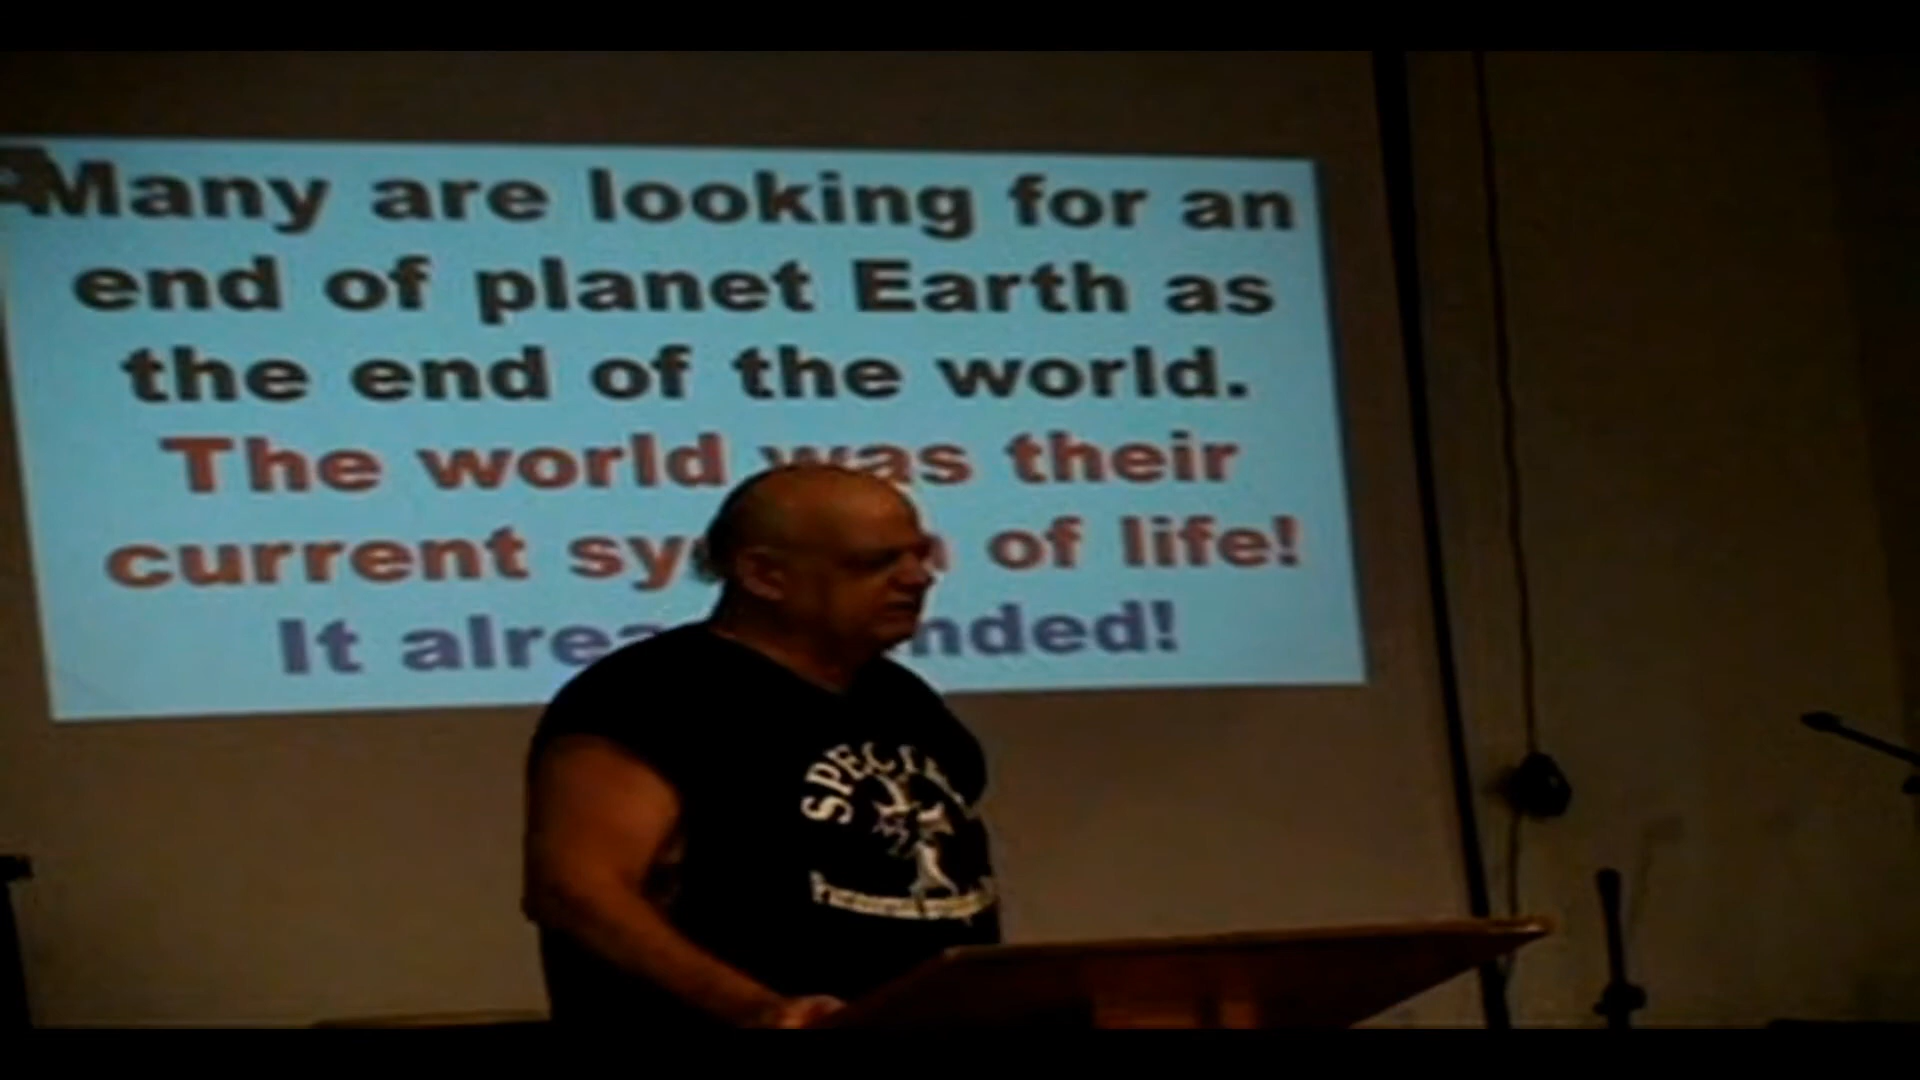 Many are looking for an
end of planet Earth as
the end of the world.
The world was their
current of life!
It